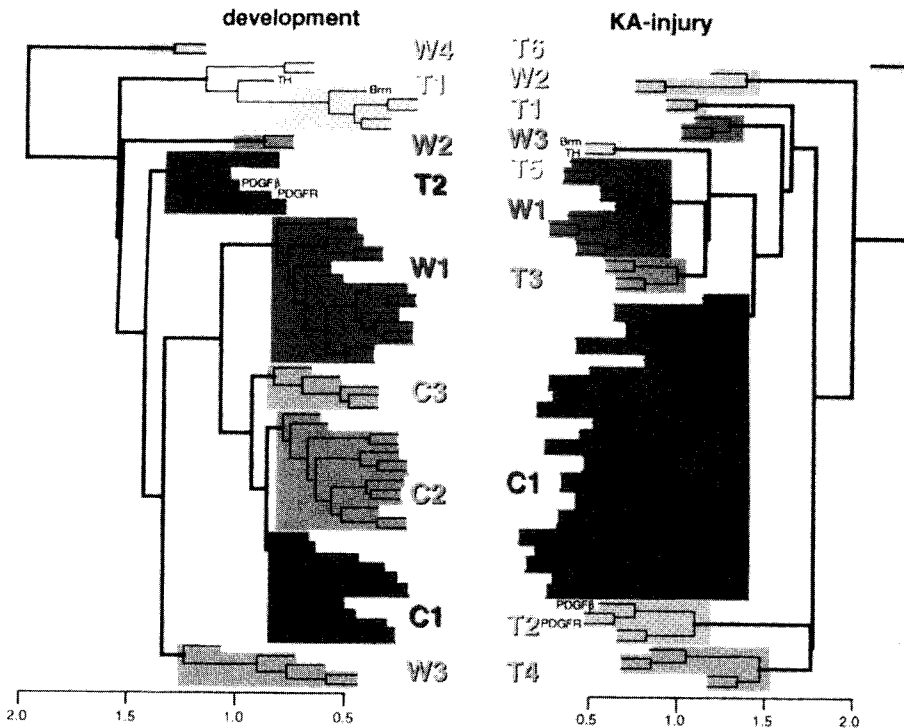 development
KA-injury
W4
TH
T1
Brm
W2
T2
PDGFβ
PDGFR
W1
C3
C2
C1
W3
2.0 1.5 1.0 0.5
T6
W2
T1
W3
Brm
TH
T5
W1
T3
C1
PDGFβ
T2
PDGFR
T4
0.5 1.0 1.5 2.0